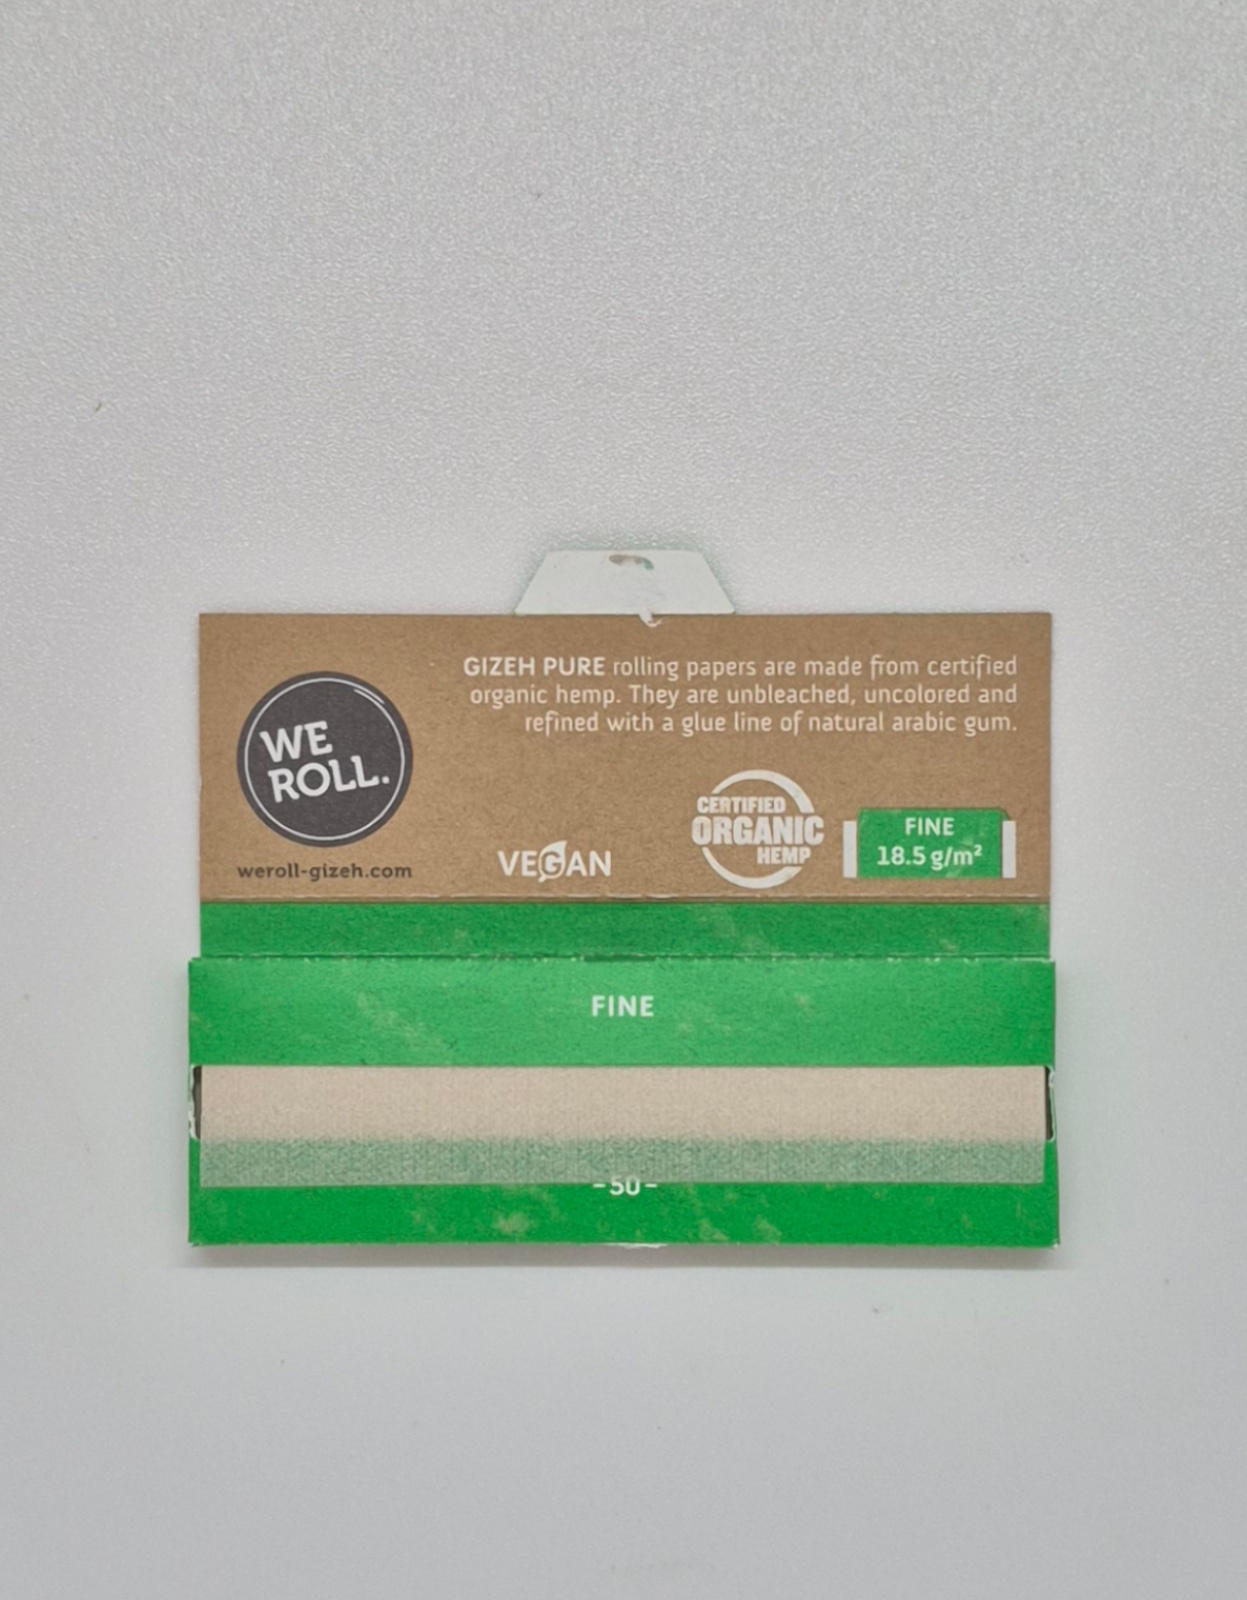 GIZEH PURE rolling papers are made from certified
organic hemp. They are unbleached, uncolored and
refined with a glue line of natural arabic gum.
WE
ROLL.
weroll-gizeh.com
VEGAN
CERTIFIED
ORGANIC
HEMP
FINE
18.5 g/m²
FINE
-50-